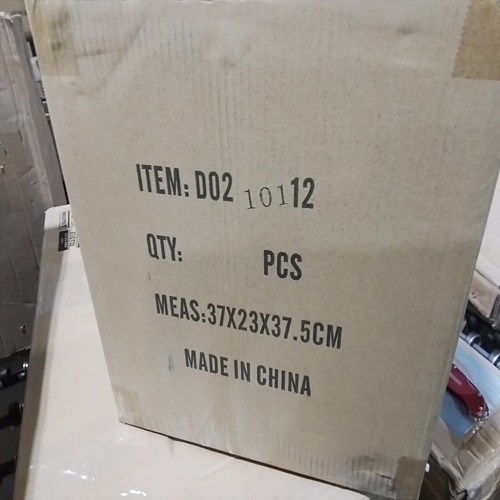 ITEM: D02 10112
QTY: PCS
MEAS:37X23X37.5CM
MADE IN CHINA